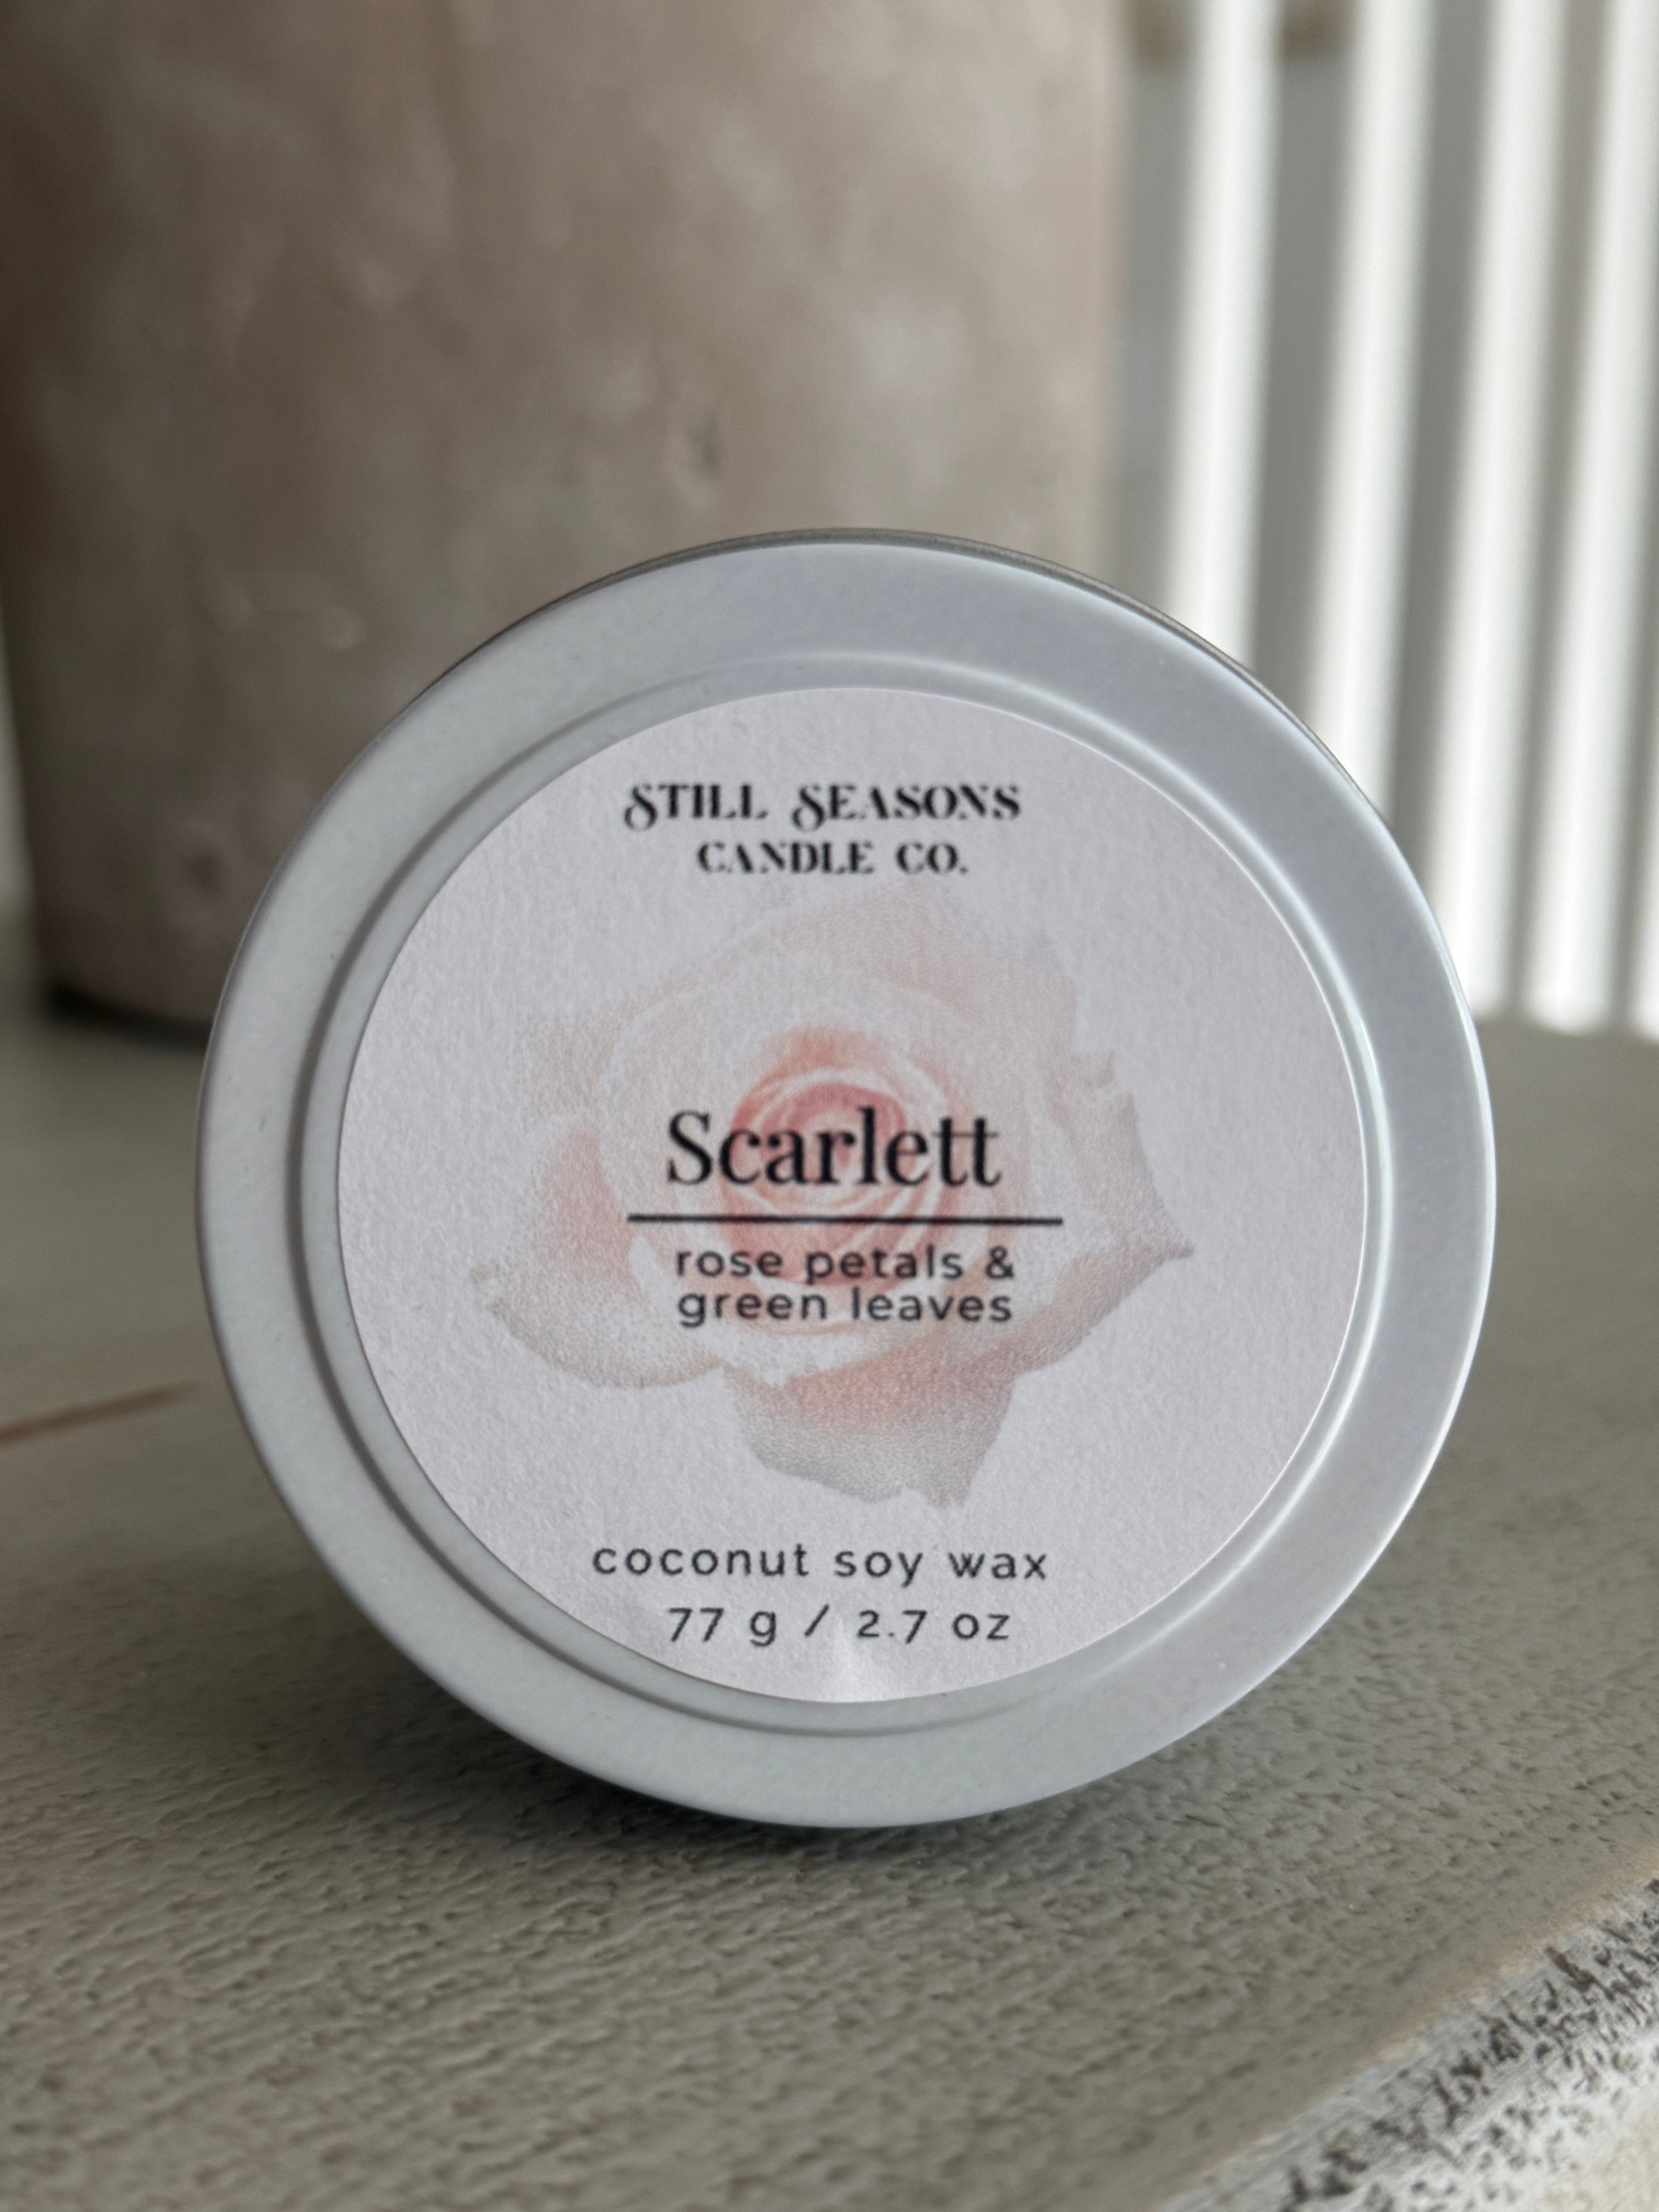 STILL SEASONS
CANDLE CO.
Scarlett
rose petals &
green leaves
coconut soy wax
77 g / 2.7 oz